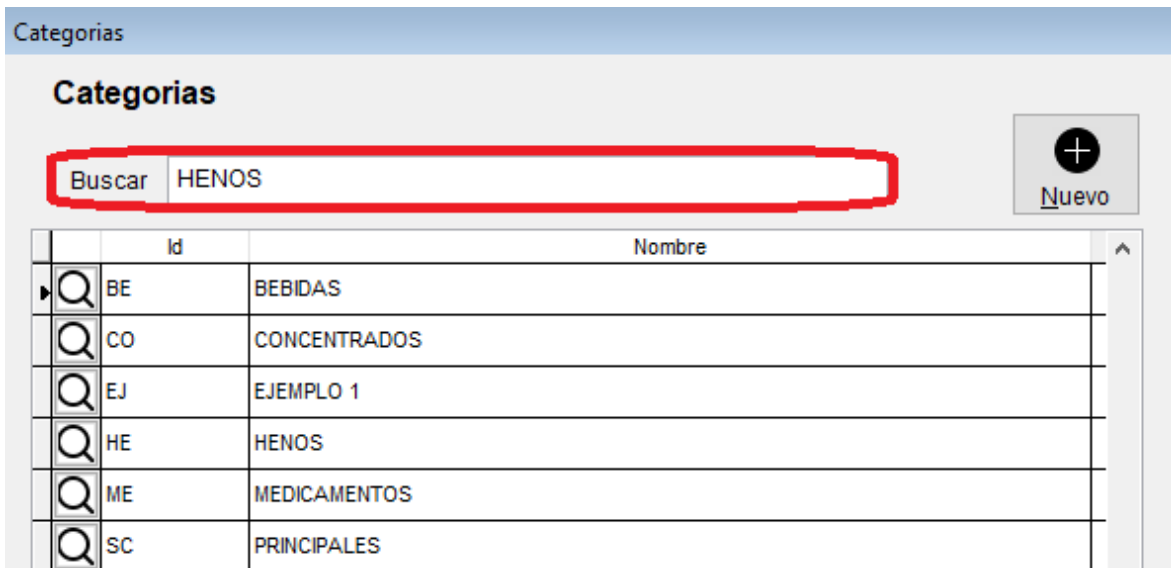 Categorias
Categorias
Buscar HENOS
Nuevo
Id Nombre
BE BEBIDAS
CO CONCENTRADOS
EJ EJEMPLO 1
HE HENOS
ME MEDICAMENTOS
SC PRINCIPALES